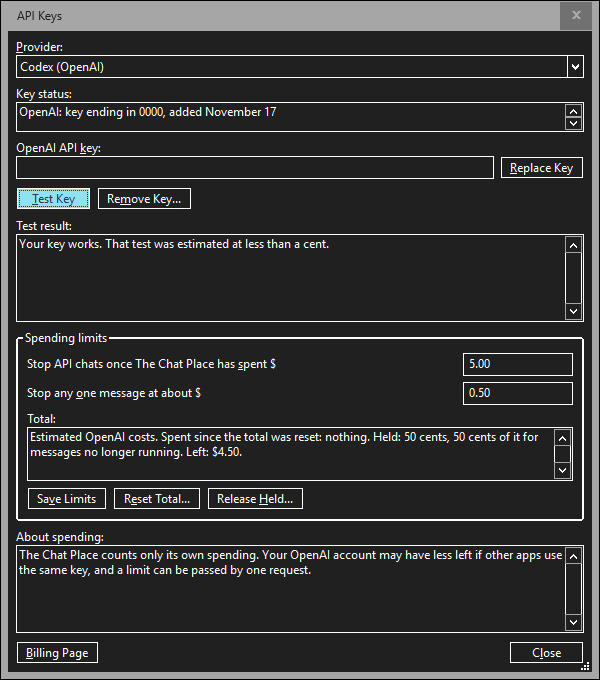 API Keys
Provider:
Codex (OpenAI)
Key status:
OpenAI: key ending in 0000, added November 17
OpenAI API key:
Replace Key
Test Key
Remove Key...
Test result:
Your key works. That test was estimated at less than a cent.
Spending limits
Stop API chats once The Chat Place has spent $
5.00
Stop any one message at about $
0.50
Total:
Estimated OpenAI costs. Spent since the total was reset: nothing. Held: 50 cents, 50 cents of it for
messages no longer running. Left: $4.50.
Save Limits
Reset Total...
Release Held...
About spending:
The Chat Place counts only its own spending. Your OpenAI account may have less left if other apps use
the same key, and a limit can be passed by one request.
Billing Page
Close